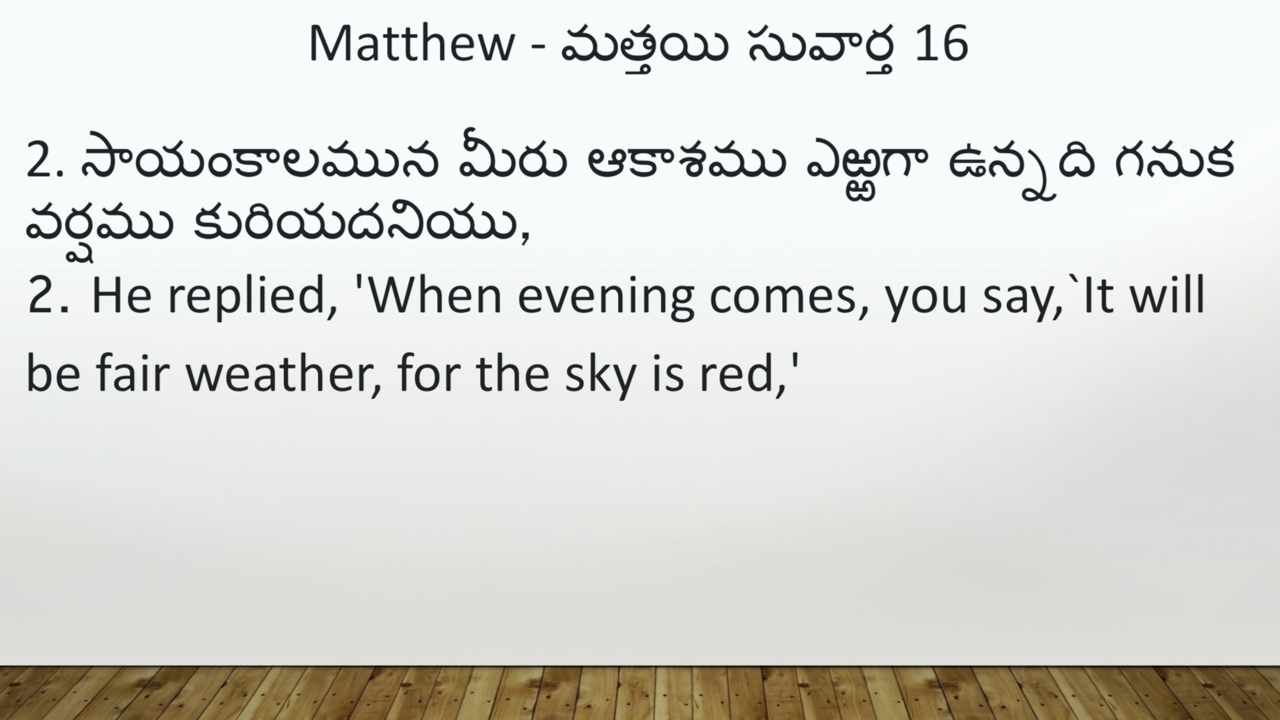 Matthew - మత్తయి సువార్త 16
2. సాయంకాలమున మీరు ఆకాశము ఎఱ్ఱగా ఉన్నది గనుక
వర్షము కురియదనియు,
2. He replied, 'When evening comes, you say,`It will
be fair weather, for the sky is red,'